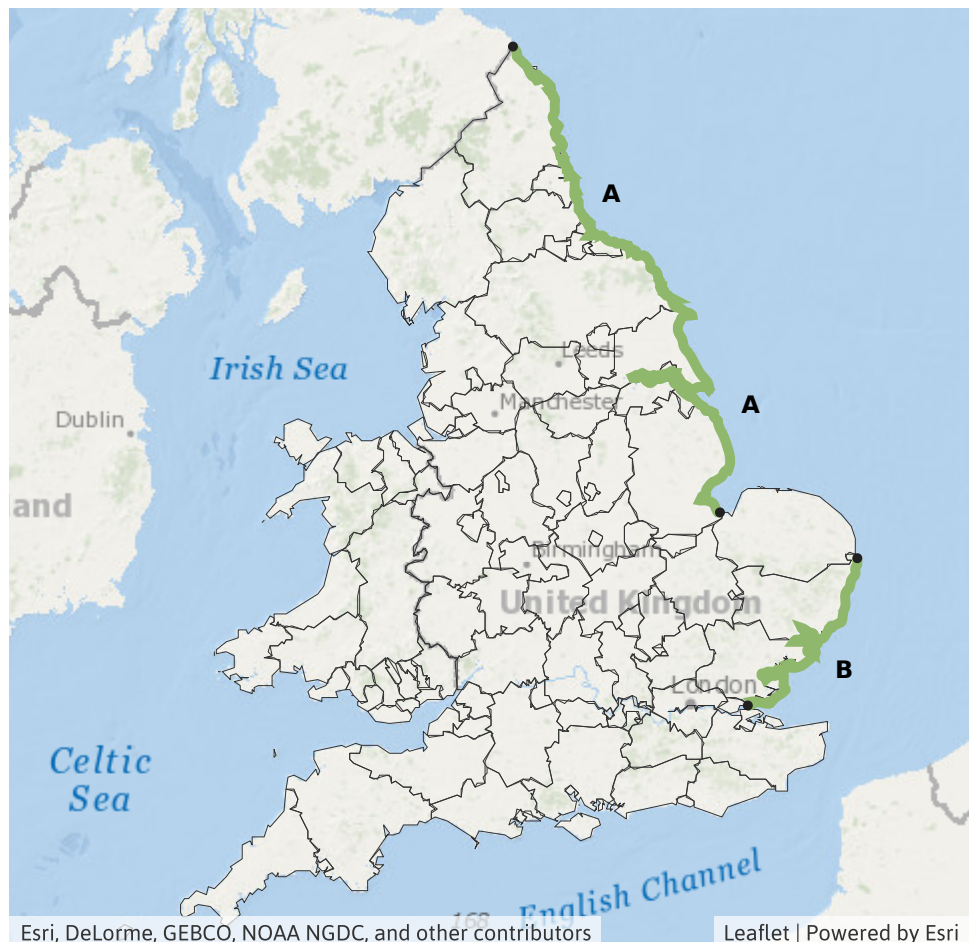 A
Leeds
Irish Sea
Manchester
A
Dublin
and
Birmingham
United Kingdom
B
London
Celtic
Sea
English Channel
168
Esri, DeLorme, GEBCO, NOAA NGDC, and other contributors
Leaflet | Powered by Esri